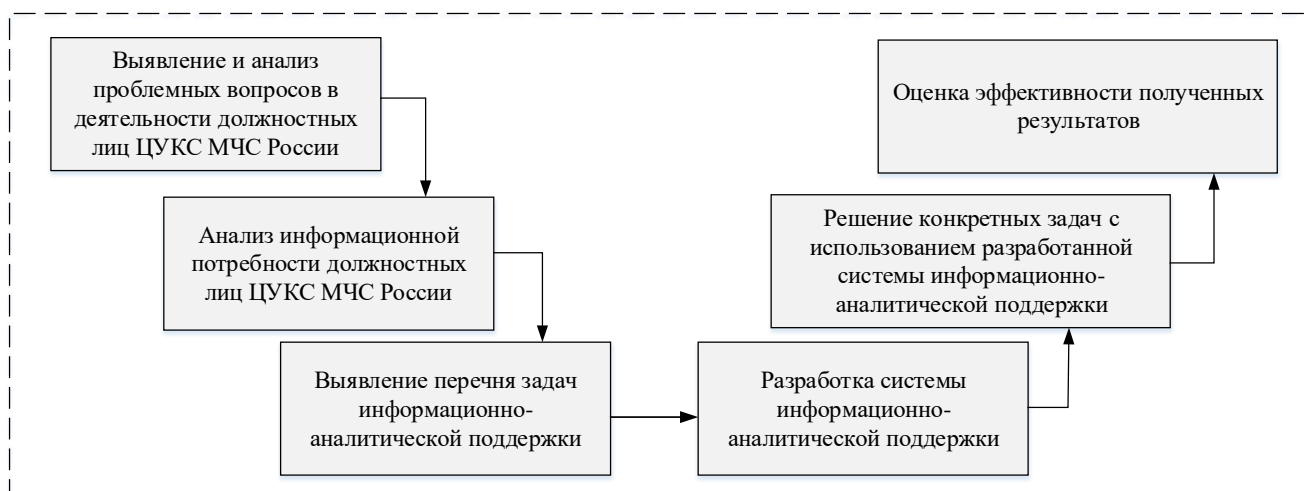 Выявление и анализ
проблемных вопросов в
деятельности должностных
лиц ЦУКС МЧС России
Анализ информационной
потребности должностных
лиц ЦУКС МЧС России
Выявление перечня задач
информационно-
аналитической поддержки
Разработка системы
информационно-
аналитической поддержки
Решение конкретных задач с
использованием разработанной
системы информационно-
аналитической поддержки
Оценка эффективности полученных
результатов